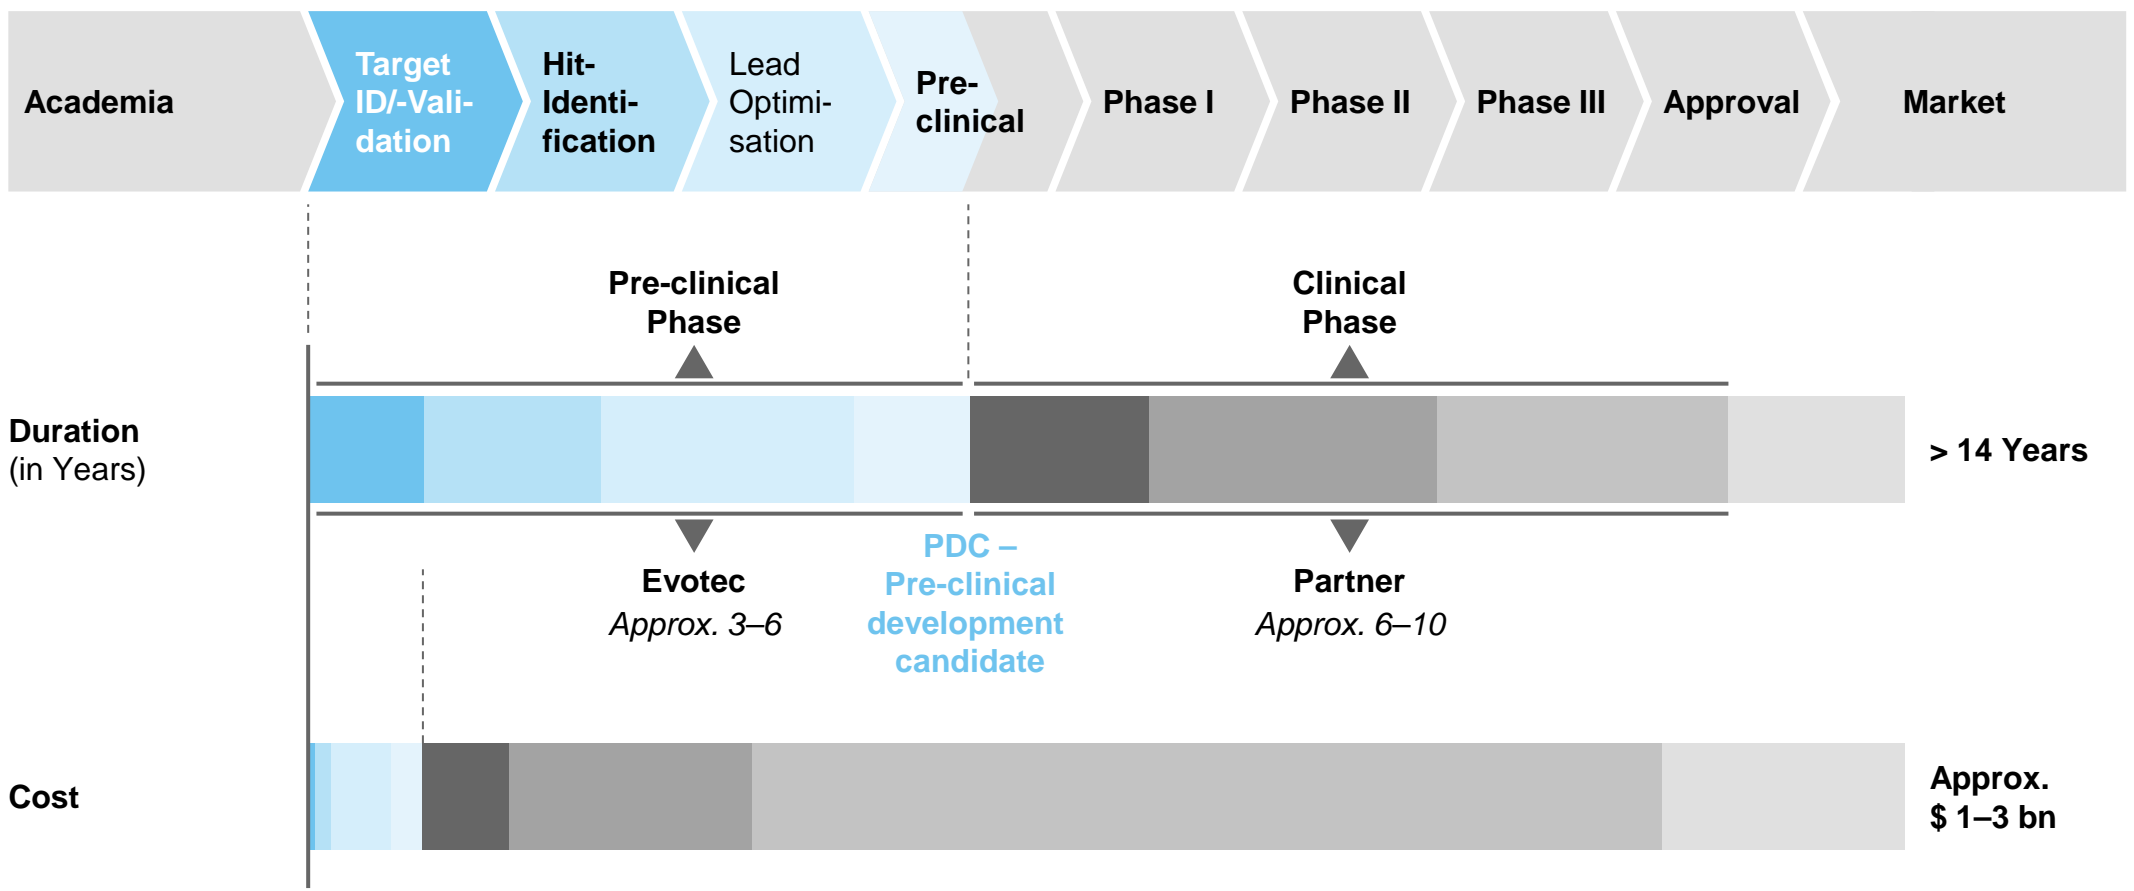 Academia
Target
ID/-Vali-
dation
Hit-
Identi-
fication
Lead
Optimi-
sation
Pre-
clinical
Phase I
Phase II
Phase III
Approval
Market
Pre-clinical
Phase
Clinical
Phase
Duration
(in Years)
> 14 Years
Evotec
Approx. 3–6
PDC –
Pre-clinical
development
candidate
Partner
Approx. 6–10
Cost
Approx.
$ 1–3 bn